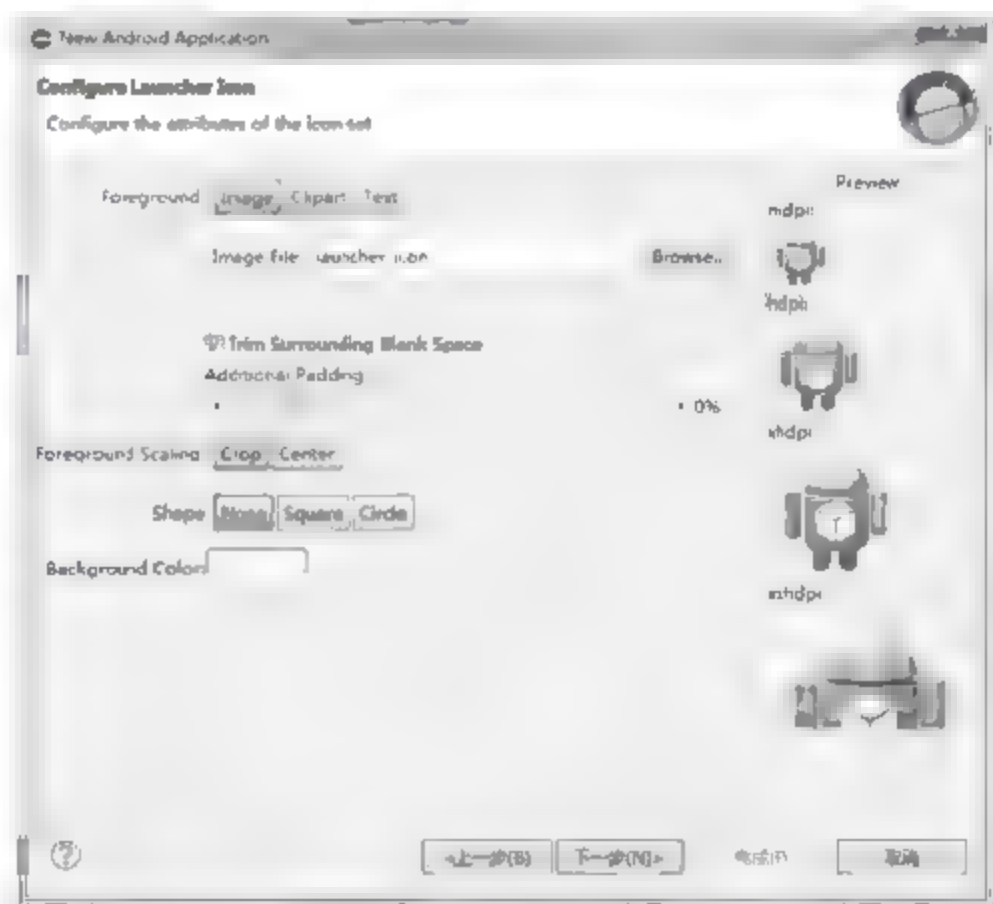 New Android Application
Configure Launcher Icon
Configure the attributes of the icon set
Foreground Image Clipart Text
Preview
mdpi:
Image File launcher_icon Browse...
hdpi:
Trim Surrounding Blank Space
Additional Padding
0%
xhdpi:
Foreground Scaling Crop Center
Shape None Square Circle
Background Color:
xxhdpi:
<上一步(B) 下一步(N)> 取消